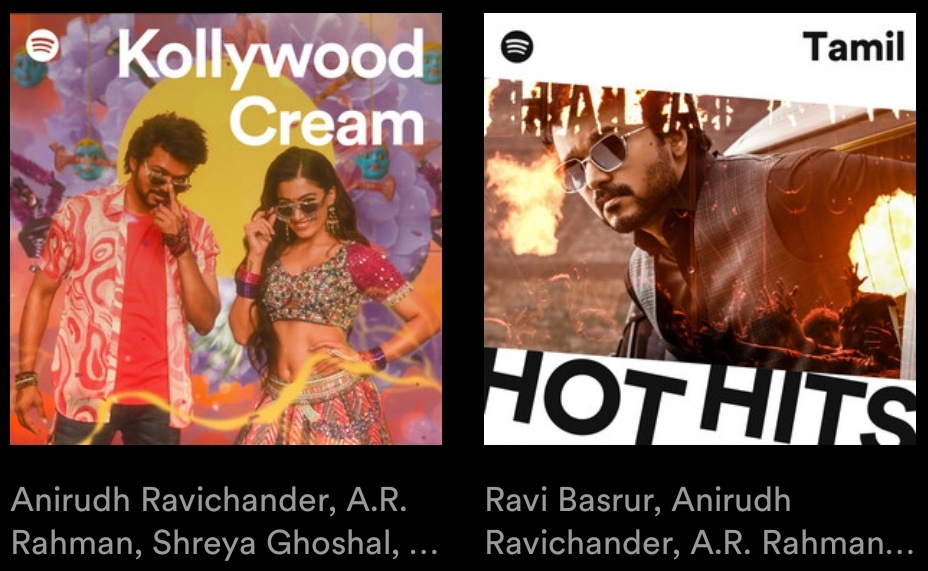 Kollywood
Cream
Anirudh Ravichander, A.R.
Rahman, Shreya Ghoshal, ...
Tamil
HOT HITS
Ravi Basrur, Anirudh
Ravichander, A.R. Rahman...